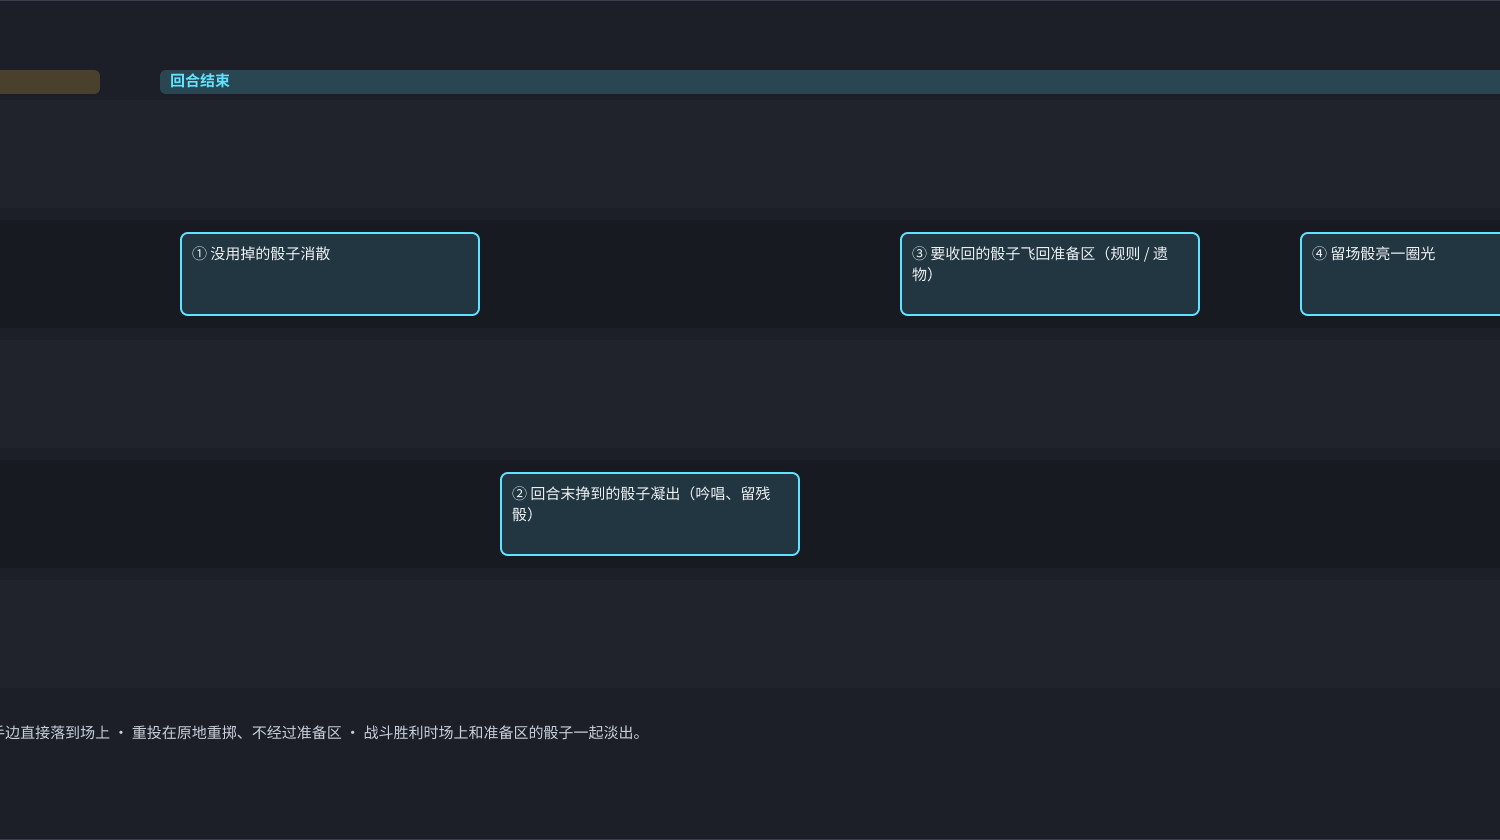 回合结束
① 没用掉的骰子消散
③ 要收回的骰子飞回准备区（规则 / 遗
物）
④ 留场骰亮一圈光
② 回合末挣到的骰子凝出（吟唱、留残
骰）
手边直接落到场上 · 重投在原地重掷、不经过准备区 · 战斗胜利时场上和准备区的骰子一起淡出。